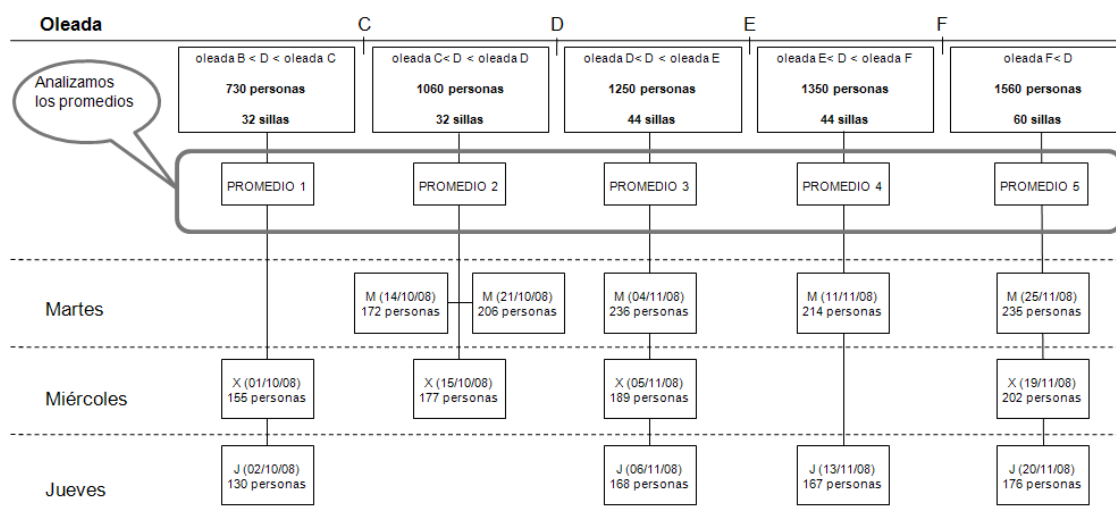 Oleada
C
D
E
F
oleada B < D < oleada C
730 personas
32 sillas
oleada C< D < oleada D
1060 personas
32 sillas
oleada D< D < oleada E
1250 personas
44 sillas
oleada E< D < oleada F
1350 personas
44 sillas
oleada F< D
1560 personas
60 sillas
Analizamos
los promedios
PROMEDIO 1
PROMEDIO 2
PROMEDIO 3
PROMEDIO 4
PROMEDIO 5
Martes
M (14/10/08)
172 personas
M (21/10/08)
206 personas
M (04/11/08)
236 personas
M (11/11/08)
214 personas
M (25/11/08)
235 personas
Miércoles
X (01/10/08)
155 personas
X (15/10/08)
177 personas
X (05/11/08)
189 personas
X (19/11/08)
202 personas
Jueves
J (02/10/08)
130 personas
J (06/11/08)
168 personas
J (13/11/08)
167 personas
J (20/11/08)
176 personas